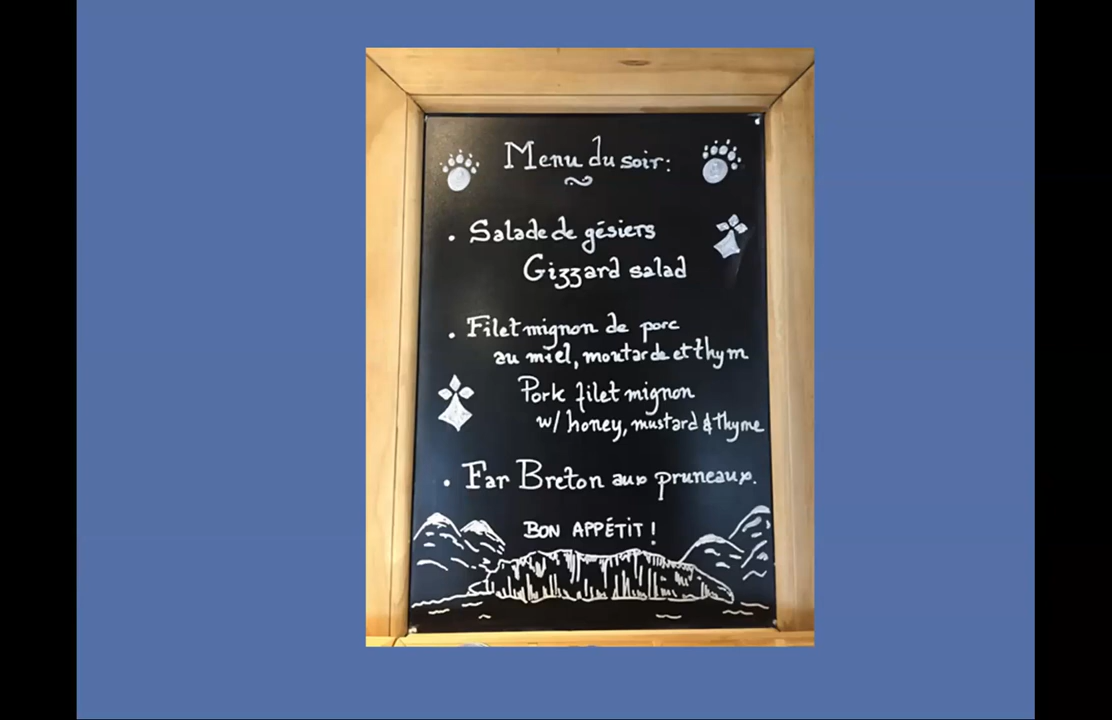 Menu du soir:
. Salade de gésiers
Gizzard salad
. Filet mignon de porc
au miel, moutarde et thym
Pork filet mignon
w/ honey, mustard & thyme
. Far Breton aux pruneaux.
BON APPÉTIT !